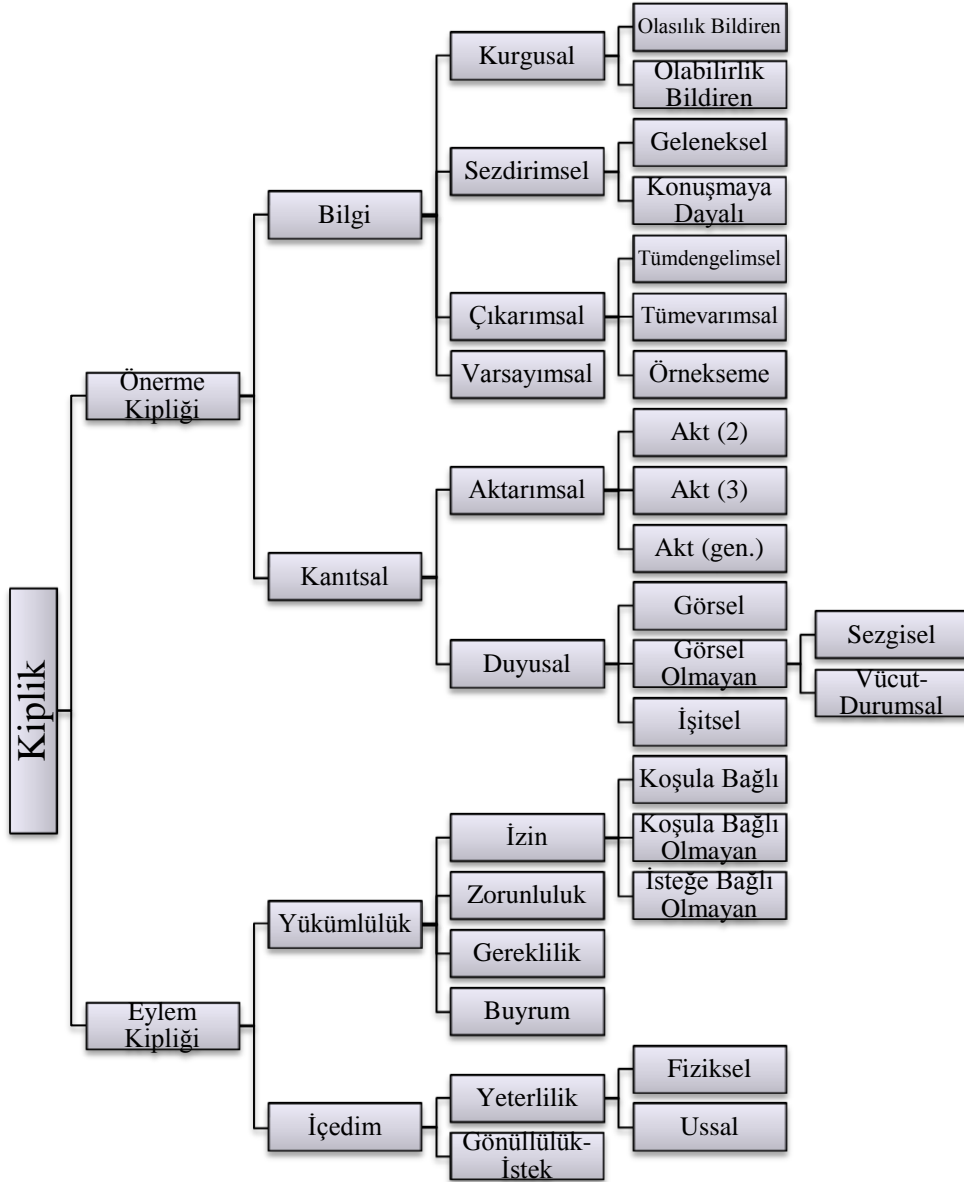 Kiplik
Önerme
Kipliği
Bilgi
Kurgusal
Olasılık Bildiren
Olabilirlik
Bildiren
Sezdirimsel
Geleneksel
Konuşmaya
Dayalı
Çıkarımsal
Tümdengelimsel
Tümevarımsal
Örnekseme
Varsayımsal
Kanıtsal
Aktarımsal
Akt (2)
Akt (3)
Akt (gen.)
Duyusal
Görsel
Görsel
Olmayan
Sezgisel
Vücut-
Durumsal
İşitsel
Eylem
Kipliği
Yükümlülük
İzin
Koşula Bağlı
Koşula Bağlı
Olmayan
İsteğe Bağlı
Olmayan
Zorunluluk
Gereklilik
Buyrum
İçedim
Yeterlilik
Fiziksel
Ussal
Gönüllülük-
İstek